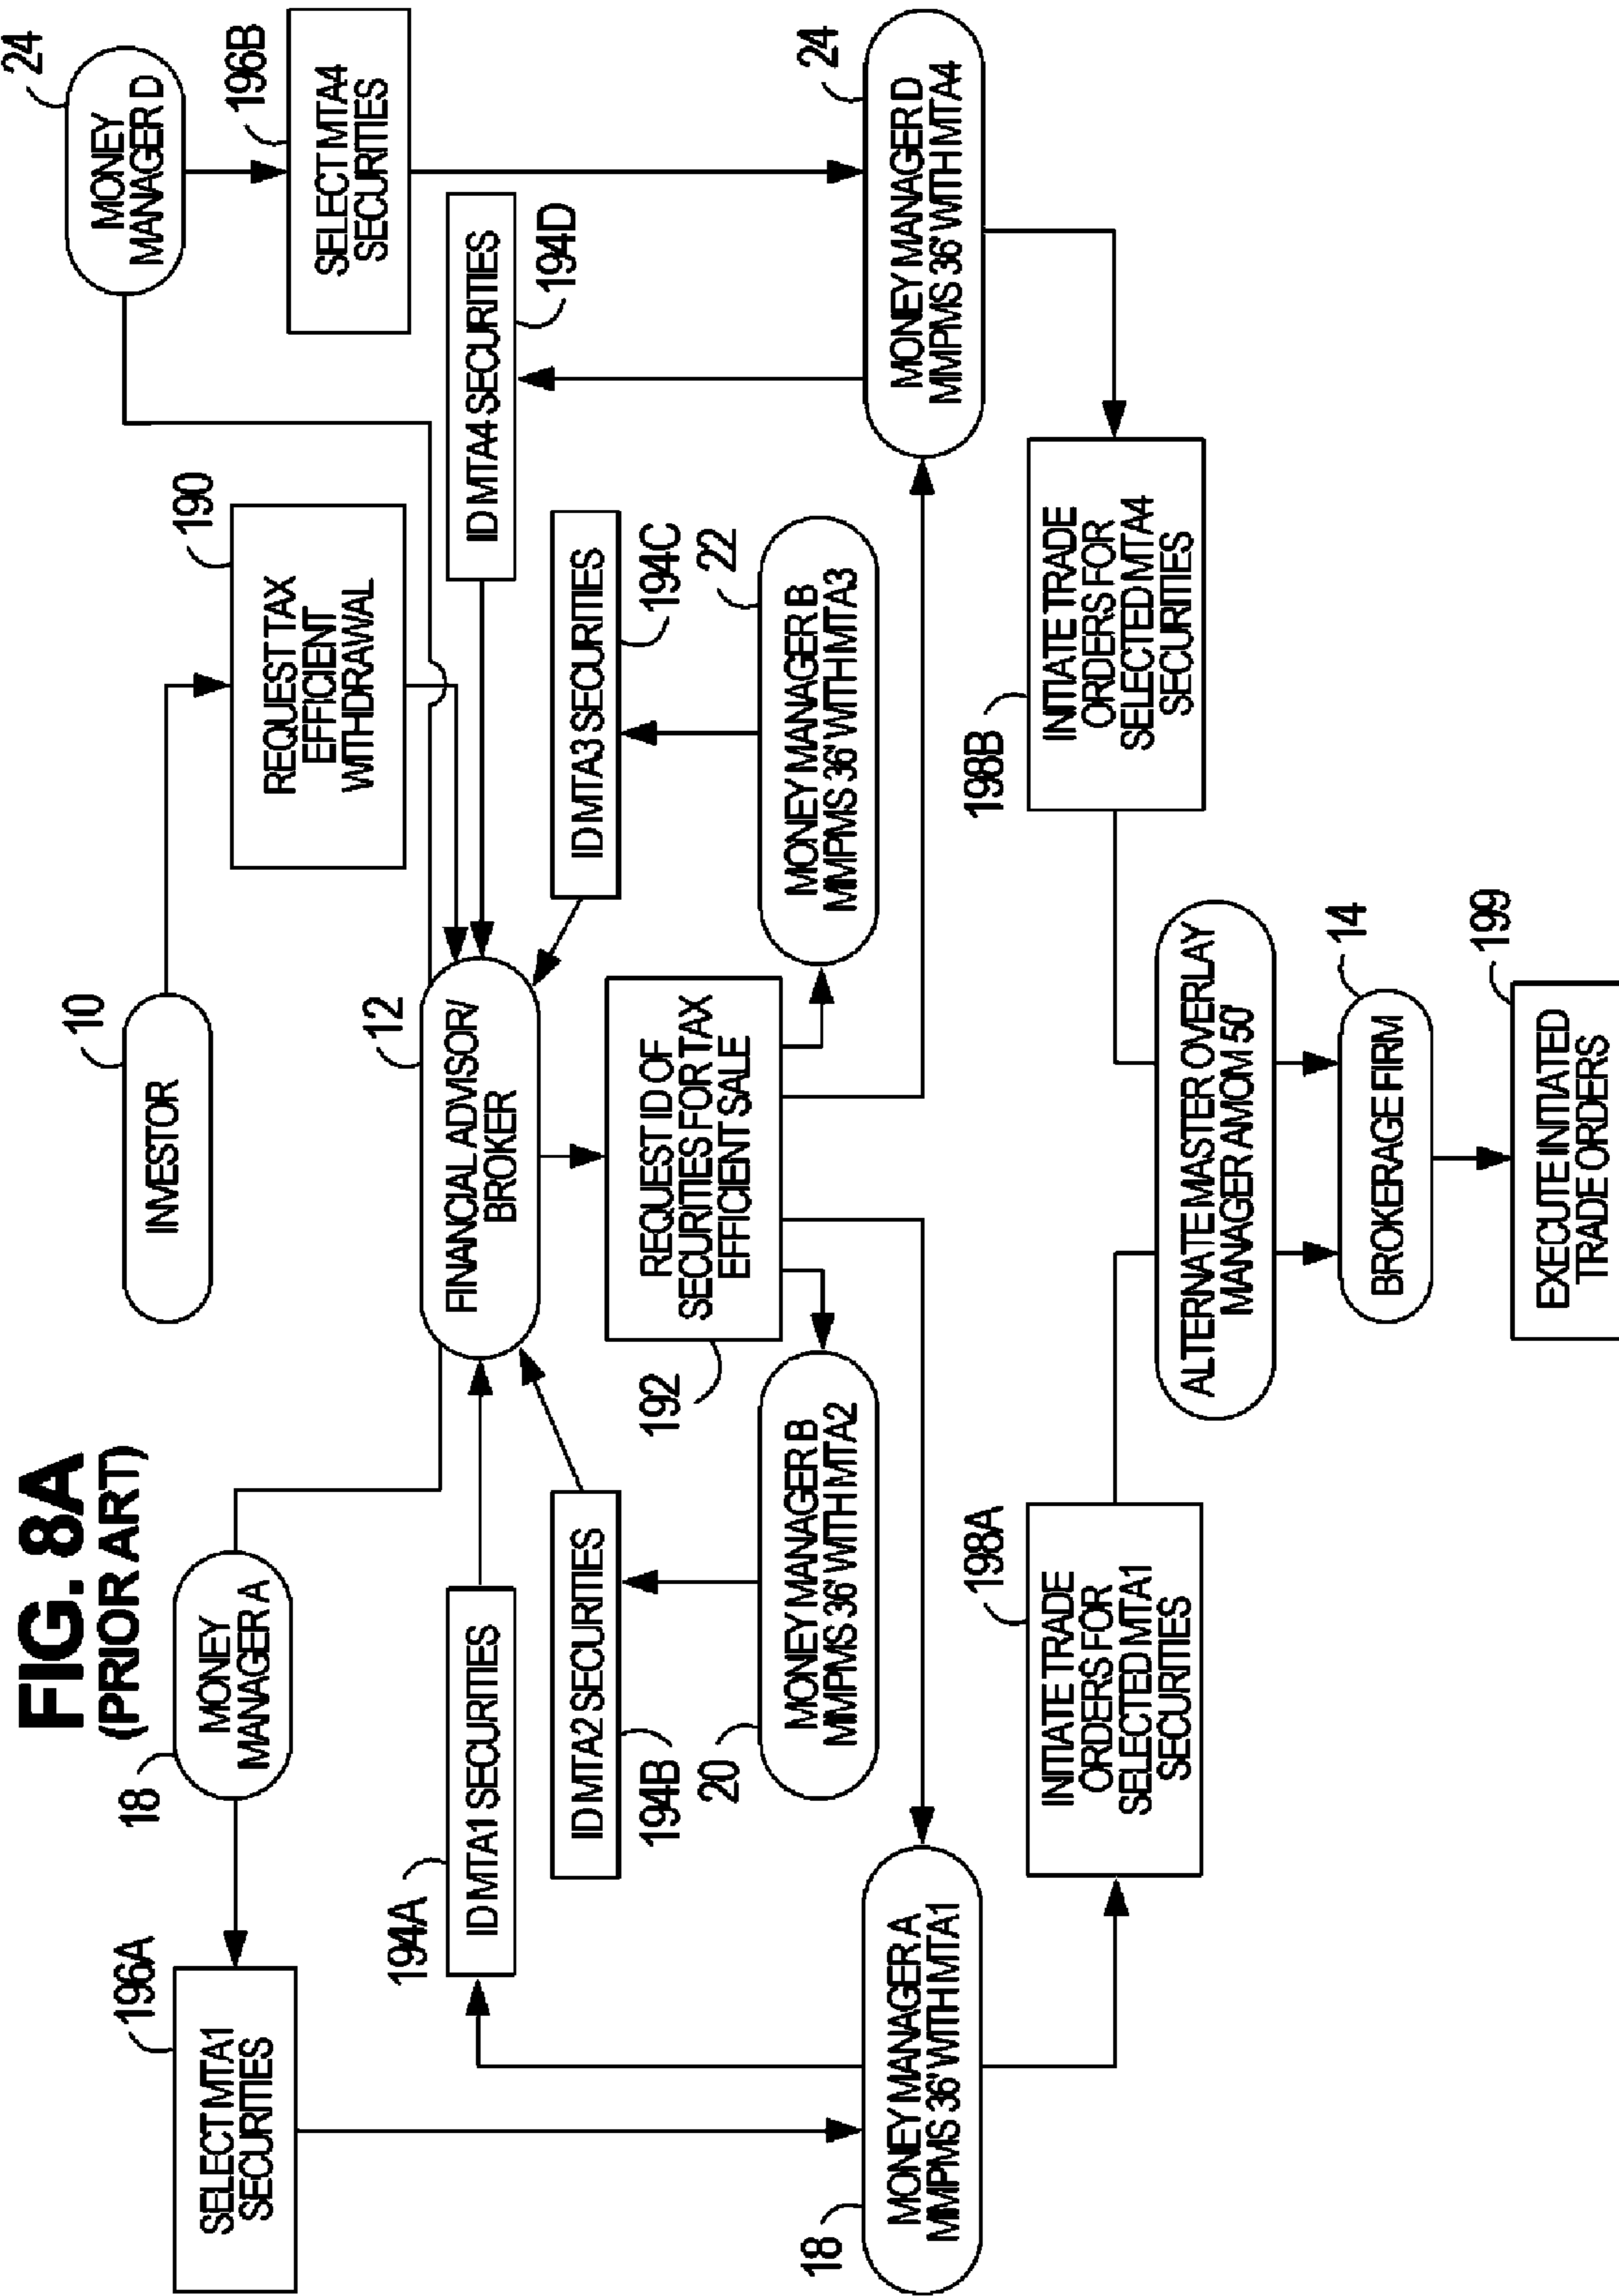 FIG. 8A
(PRIOR ART)
10
INVESTOR
190
REQUEST TAX
EFFICIENT
WITHDRAWAL
24
MONEY
MANAGER D
196B
SELECT MTA4
SECURITIES
18
MONEY
MANAGER A
196A
SELECT MTA1
SECURITIES
12
FINANCIAL ADVISOR/
BROKER
194A
ID MTA1 SECURITIES
ID MTA2 SECURITIES
194B
ID MTA4 SECURITIES
194D
ID MTA3 SECURITIES
194C
192
REQUEST ID OF
SECURITIES FOR TAX
EFFICIENT SALE
20
MONEY MANAGER B
MMPMS 36' WITH MTA2
22
MONEY MANAGER B
MMPMS 36' WITH MTA3
18
MONEY MANAGER A
MMPMS 36' WITH MTA1
24
MONEY MANAGER D
MMPMS 36' WITH MTA4
198A
INITIATE TRADE
ORDERS FOR
SELECTED MTA1
SECURITIES
198B
INITIATE TRADE
ORDERS FOR
SELECTED MTA4
SECURITIES
ALTERNATE MASTER OVERLAY
MANAGER AMOM 50'
14
BROKERAGE FIRM
199
EXECUTE INITIATED
TRADE ORDERS